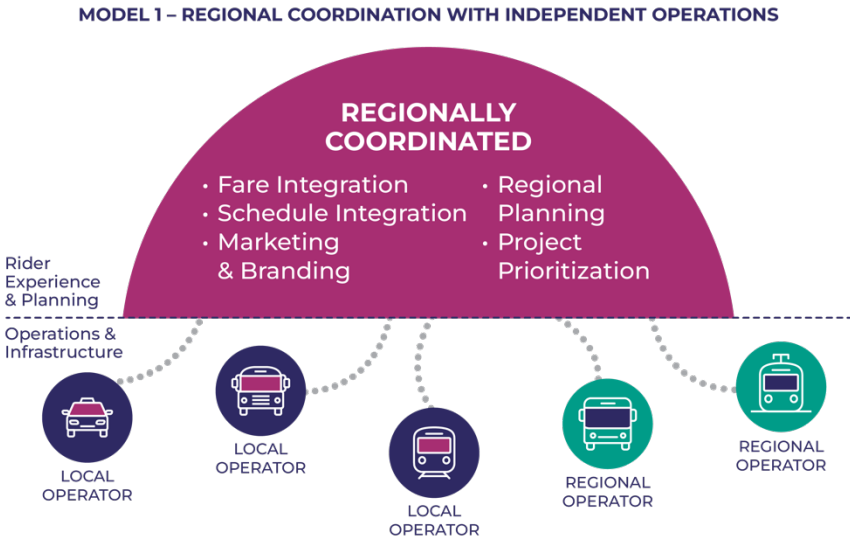 MODEL 1 – REGIONAL COORDINATION WITH INDEPENDENT OPERATIONS
REGIONALLY
COORDINATED
• Fare Integration
• Schedule Integration
• Marketing
& Branding
• Regional
Planning
• Project
Prioritization
Rider
Experience
& Planning
Operations &
Infrastructure
LOCAL
OPERATOR
LOCAL
OPERATOR
LOCAL
OPERATOR
REGIONAL
OPERATOR
REGIONAL
OPERATOR